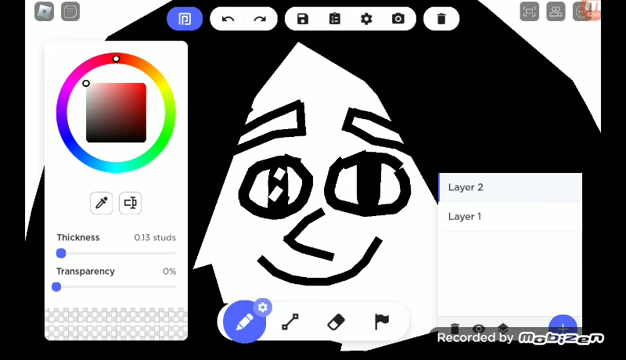 Thickness 0.13 studs
Transparency 0%
Layer 2
Layer 1
Recorded by Mobizen